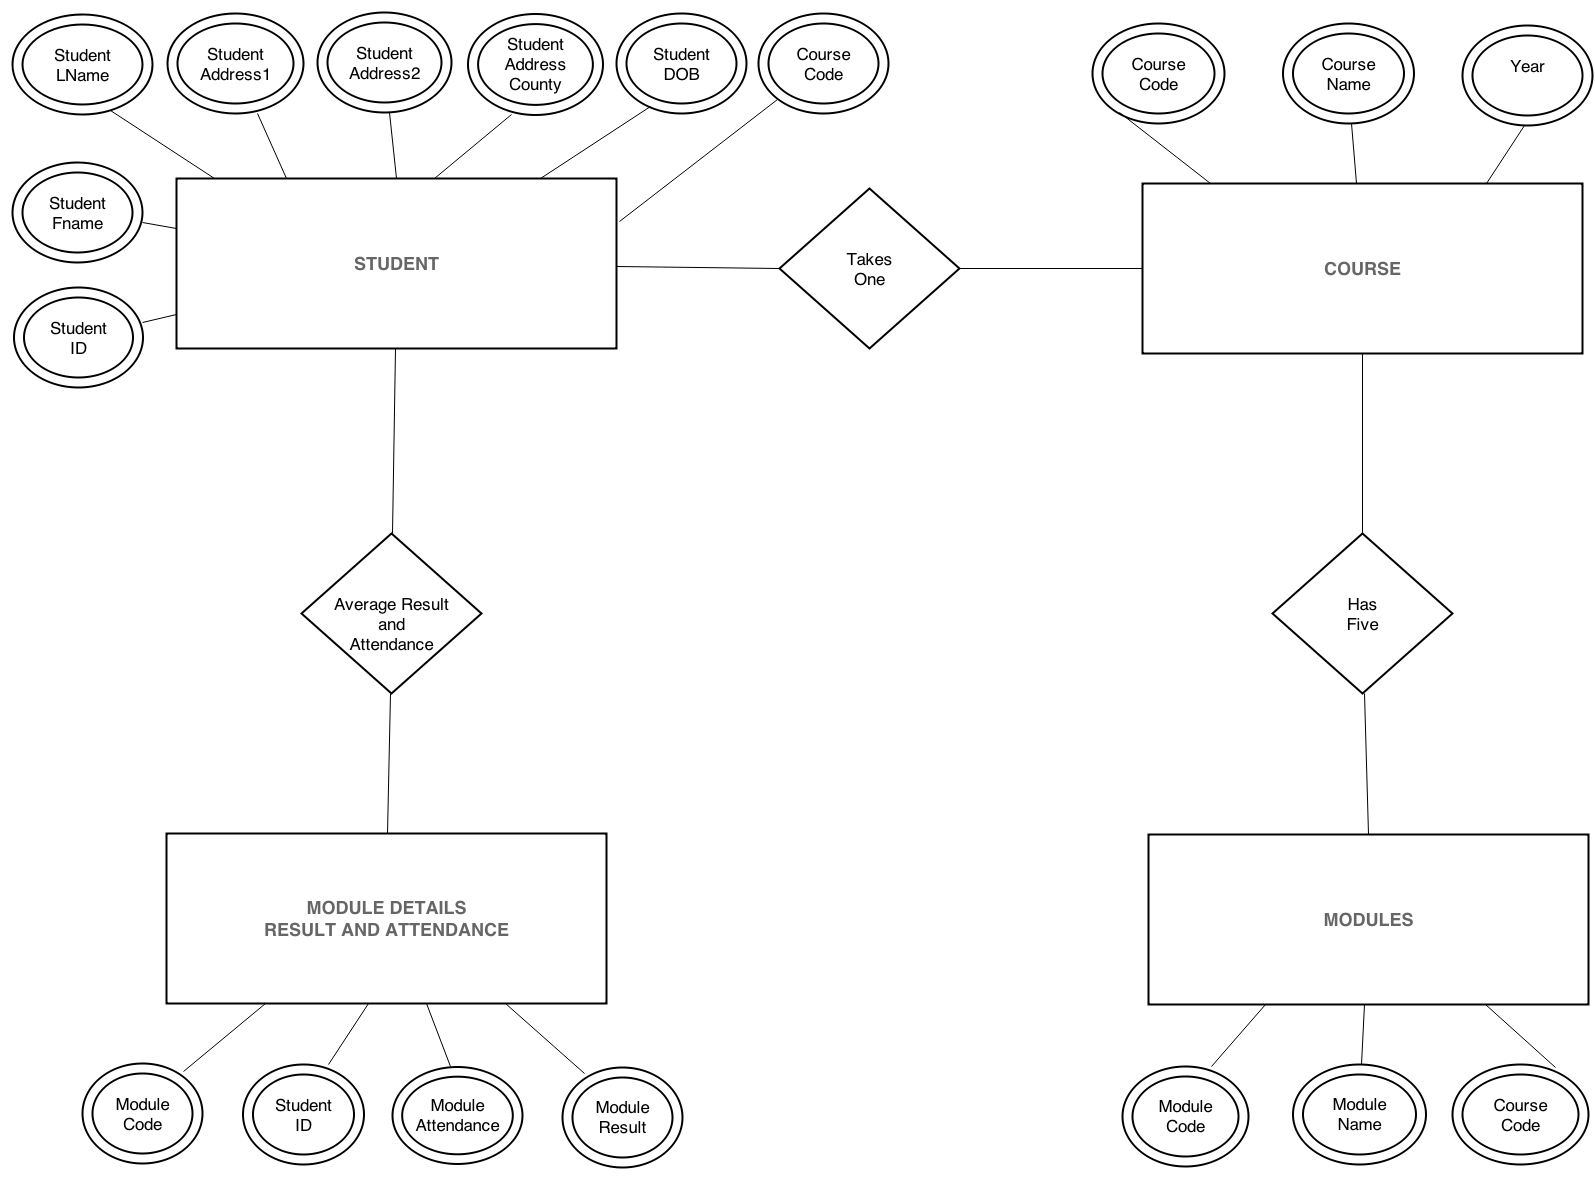 Student
LName
Student
Address1
Student
Address2
Student
Address
County
Student
DOB
Course
Code
Course
Code
Course
Name
Year
Student
Fname
STUDENT
Takes
One
COURSE
Student
ID
Average Result
and
Attendance
Has
Five
MODULE DETAILS
RESULT AND ATTENDANCE
MODULES
Module
Code
Student
ID
Module
Attendance
Module
Result
Module
Code
Module
Name
Course
Code